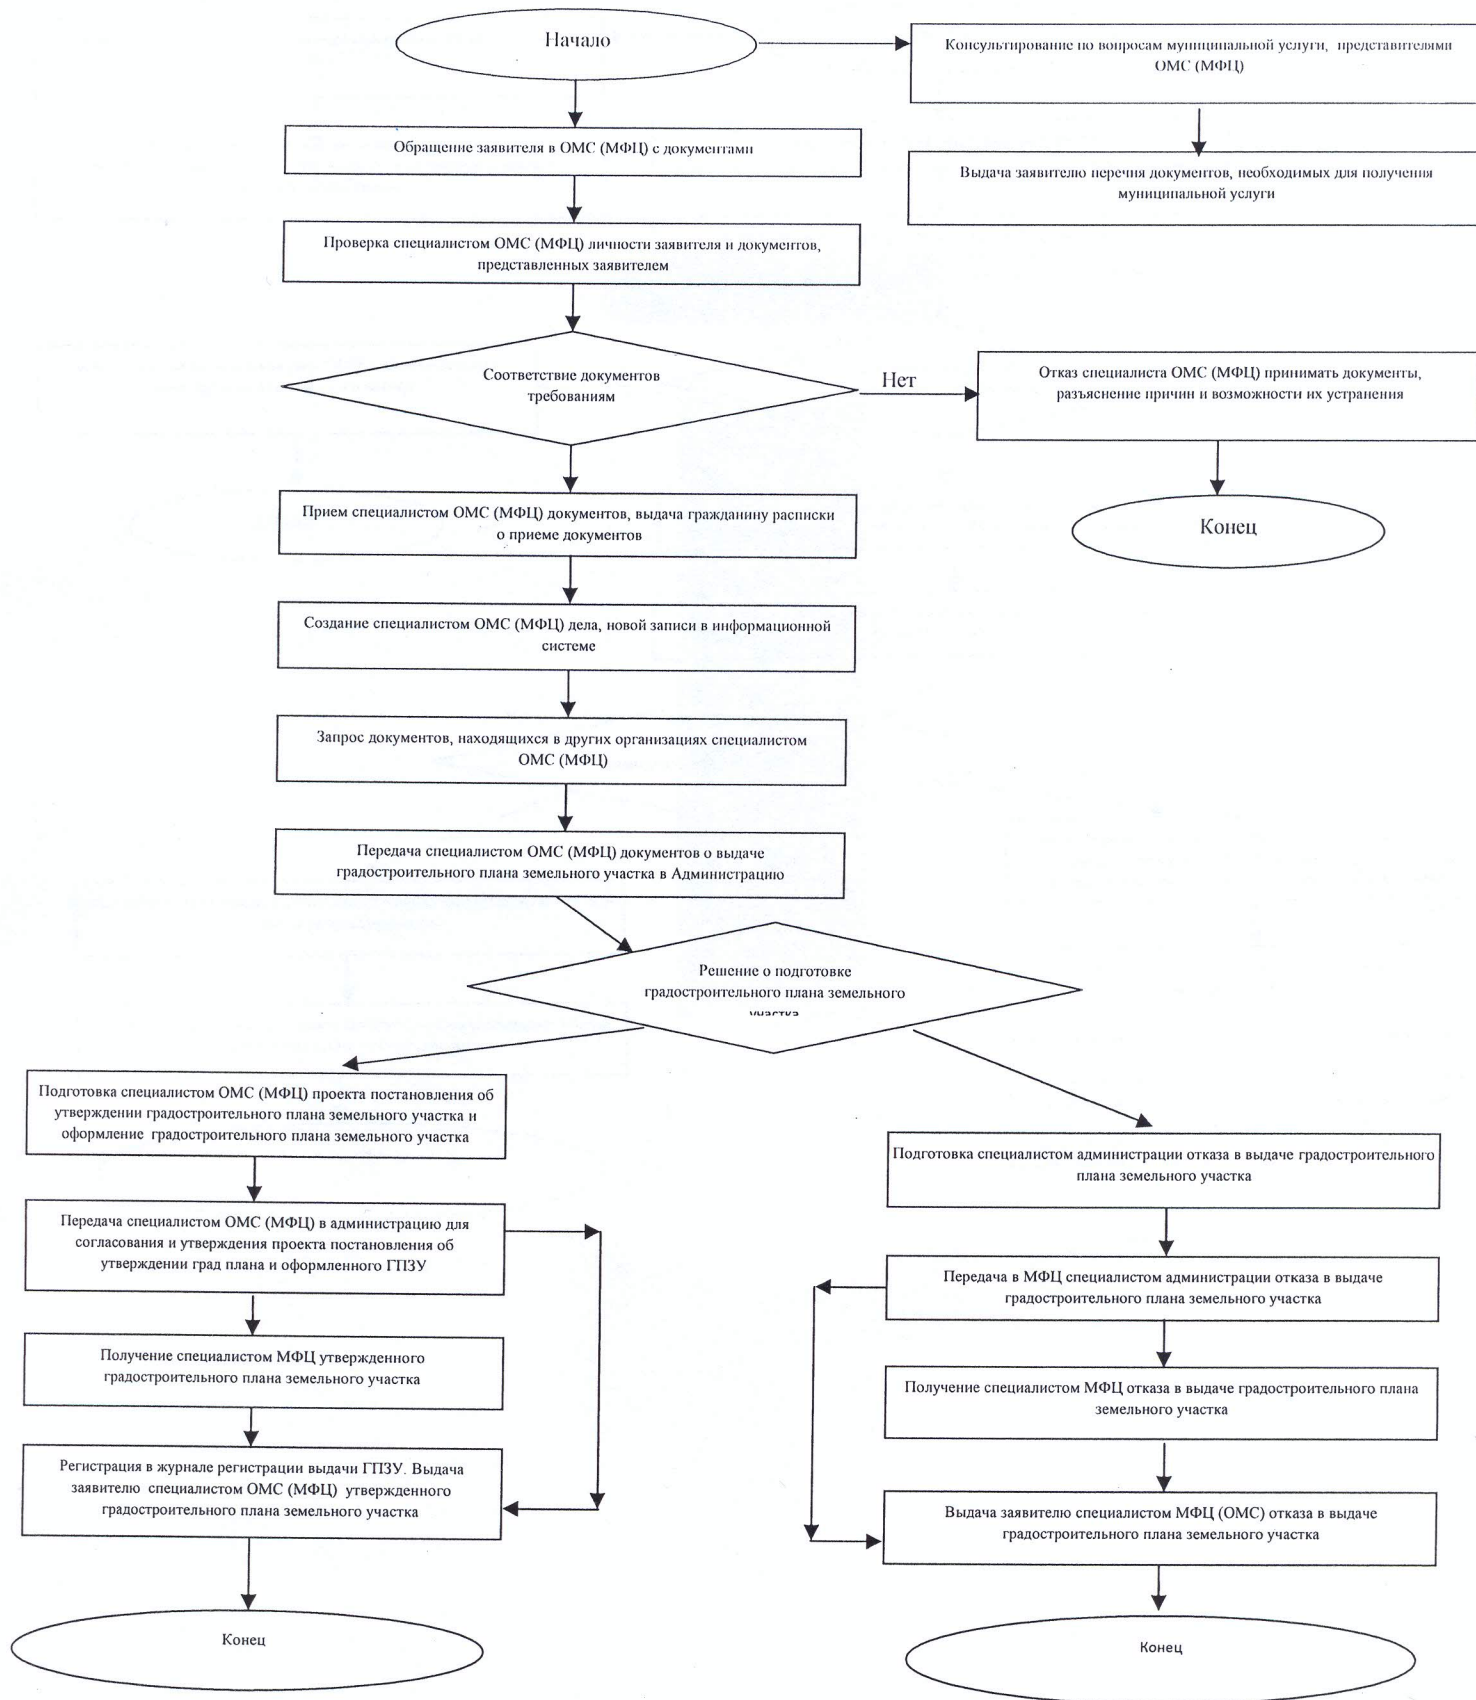 Начало
Консультирование по вопросам муниципальной услуги, представителями
ОМС (МФЦ)
Обращение заявителя в ОМС (МФЦ) с документами
Выдача заявителю перечня документов, необходимых для получения
муниципальной услуги
Проверка специалистом ОМС (МФЦ) личности заявителя и документов,
представленных заявителем
Соответствие документов
требованиям
Нет
Отказ специалиста ОМС (МФЦ) принимать документы,
разъяснение причин и возможности их устранения
Конец
Прием специалистом ОМС (МФЦ) документов, выдача гражданину расписки
о приеме документов
Создание специалистом ОМС (МФЦ) дела, новой записи в информационной
системе
Запрос документов, находящихся в других организациях специалистом
ОМС (МФЦ)
Передача специалистом ОМС (МФЦ) документов о выдаче
градостроительного плана земельного участка в Администрацию
Решение о подготовке
градостроительного плана земельного
участка
Подготовка специалистом ОМС (МФЦ) проекта постановления об
утверждении градостроительного плана земельного участка и
оформление градостроительного плана земельного участка
Передача специалистом ОМС (МФЦ) в администрацию для
согласования и утверждения проекта постановления об
утверждении град плана и оформленного ГПЗУ
Получение специалистом МФЦ утвержденного
градостроительного плана земельного участка
Регистрация в журнале регистрации выдачи ГПЗУ. Выдача
заявителю специалистом ОМС (МФЦ) утвержденного
градостроительного плана земельного участка
Конец
Подготовка специалистом администрации отказа в выдаче градостроительного
плана земельного участка
Передача в МФЦ специалистом администрации отказа в выдаче
градостроительного плана земельного участка
Получение специалистом МФЦ отказа в выдаче градостроительного плана
земельного участка
Выдача заявителю специалистом МФЦ (ОМС) отказа в выдаче
градостроительного плана земельного участка
Конец